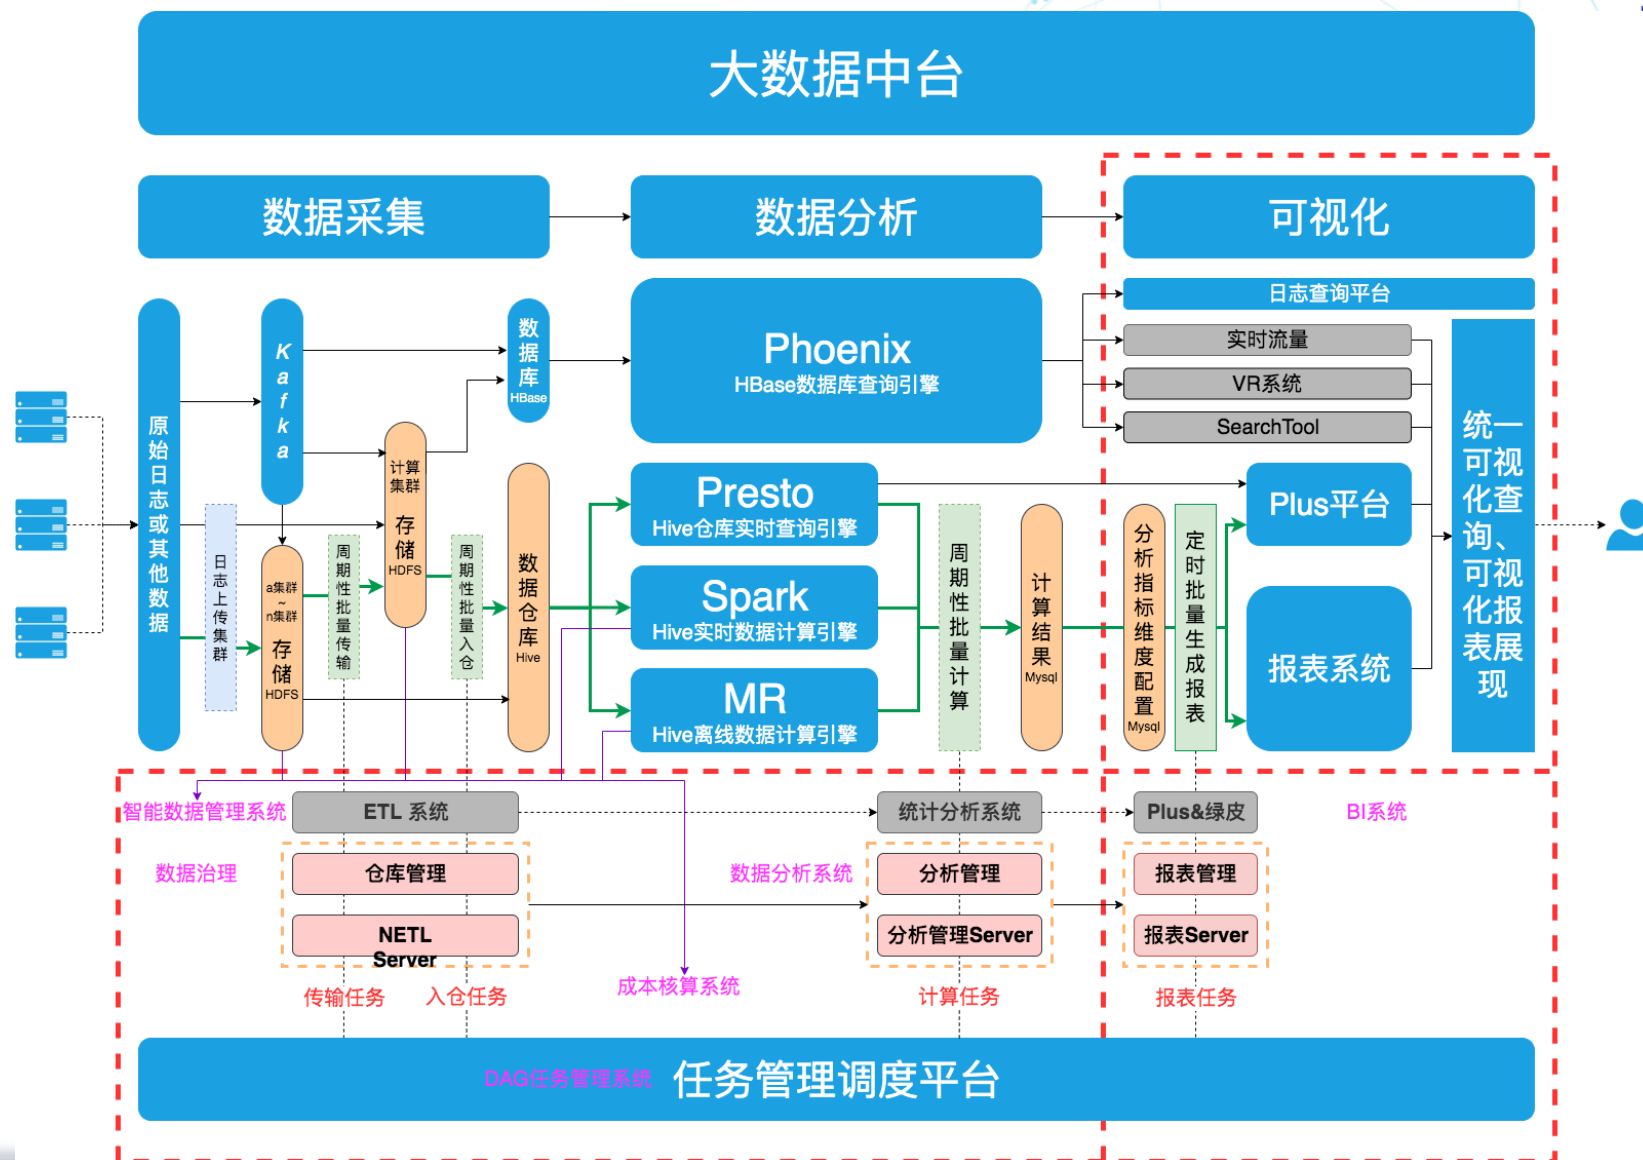 大数据中台
数据采集
数据分析
可视化
原始日志或其他数据
Kafka
日志上传集群
a集群
~
n集群
存储
HDFS
周期性批量传输
计算
集群
存储
HDFS
周期性批量入仓
数据库
HBase
数据仓库
Hive
Phoenix
HBase数据库查询引擎
Presto
Hive仓库实时查询引擎
Spark
Hive实时数据计算引擎
MR
Hive离线数据计算引擎
周期性批量计算
计算结果
Mysql
分析指标维度配置
Mysql
定时批量生成报表
日志查询平台
实时流量
VR系统
SearchTool
Plus平台
报表系统
统一
可视
化查
询、
可视
化报
表展
现
智能数据管理系统
ETL 系统
统计分析系统
Plus&绿皮
BI系统
数据治理
仓库管理
数据分析系统
分析管理
报表管理
NETL
Server
分析管理Server
报表Server
成本核算系统
传输任务
入仓任务
计算任务
报表任务
DAG任务管理系统
任务管理调度平台